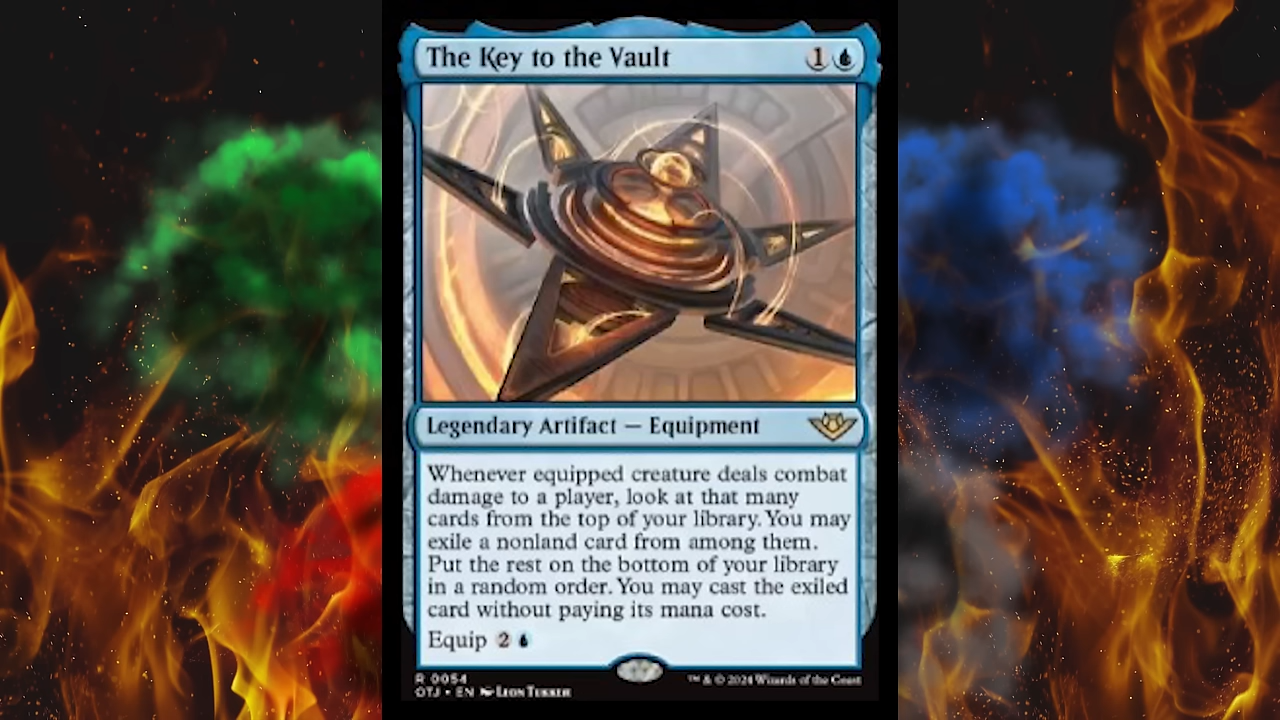 The Key to the Vault 1
Legendary Artifact — Equipment
Whenever equipped creature deals combat
damage to a player, look at that many
cards from the top of your library. You may
exile a nonland card from among them.
Put the rest on the bottom of your library
in a random order. You may cast the exiled
card without paying its mana cost.
Equip 2
R 0054
OTJ • EN Leon Tukker
™ & © 2024 Wizards of the Coast